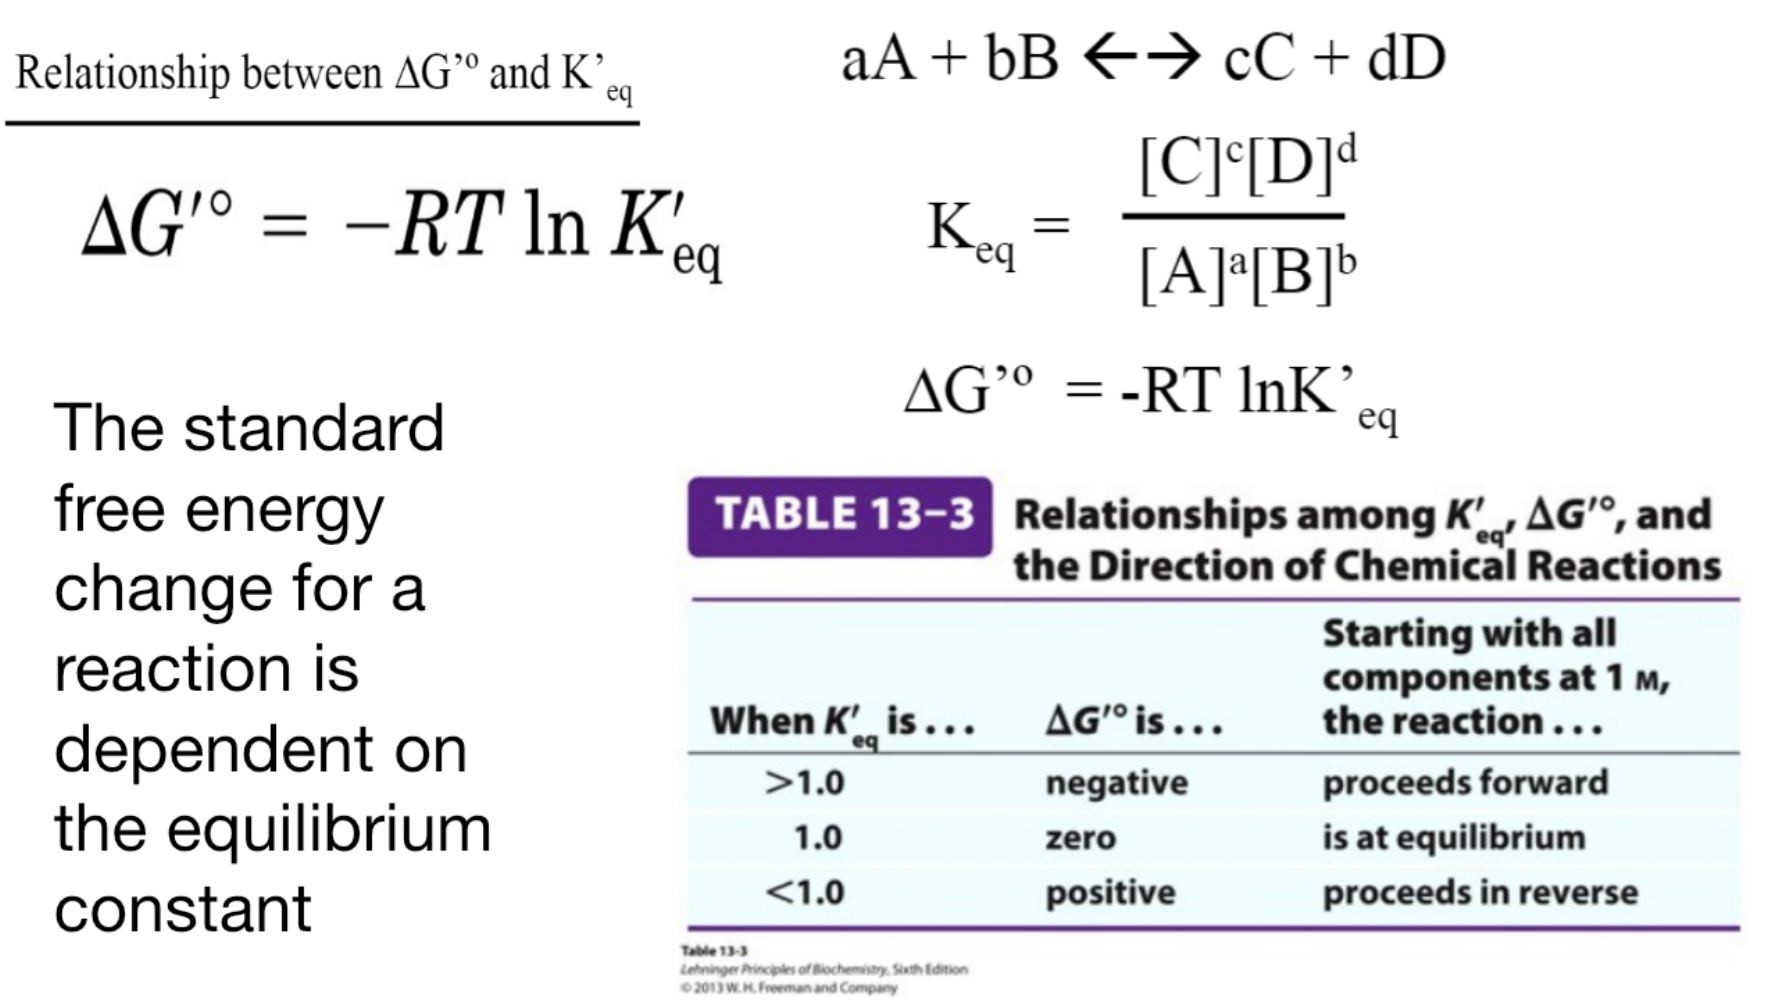 Relationship between ΔG’º and K’eq
ΔG′° = −RT ln K′eq
The standard
free energy
change for a
reaction is
dependent on
the equilibrium
constant
aA + bB ←→ cC + dD
Keq = [C]ᶜ[D]ᵈ
[A]ᵃ[B]ᵇ
ΔG’º = -RT lnK’eq
TABLE 13–3 Relationships among K′eq, ΔG′°, and
the Direction of Chemical Reactions
Starting with all
components at 1 M,
When K′eq is . . . ΔG′° is . . . the reaction . . .
>1.0 negative proceeds forward
1.0 zero is at equilibrium
<1.0 positive proceeds in reverse
Table 13-3
Lehninger Principles of Biochemistry, Sixth Edition
© 2013 W. H. Freeman and Company